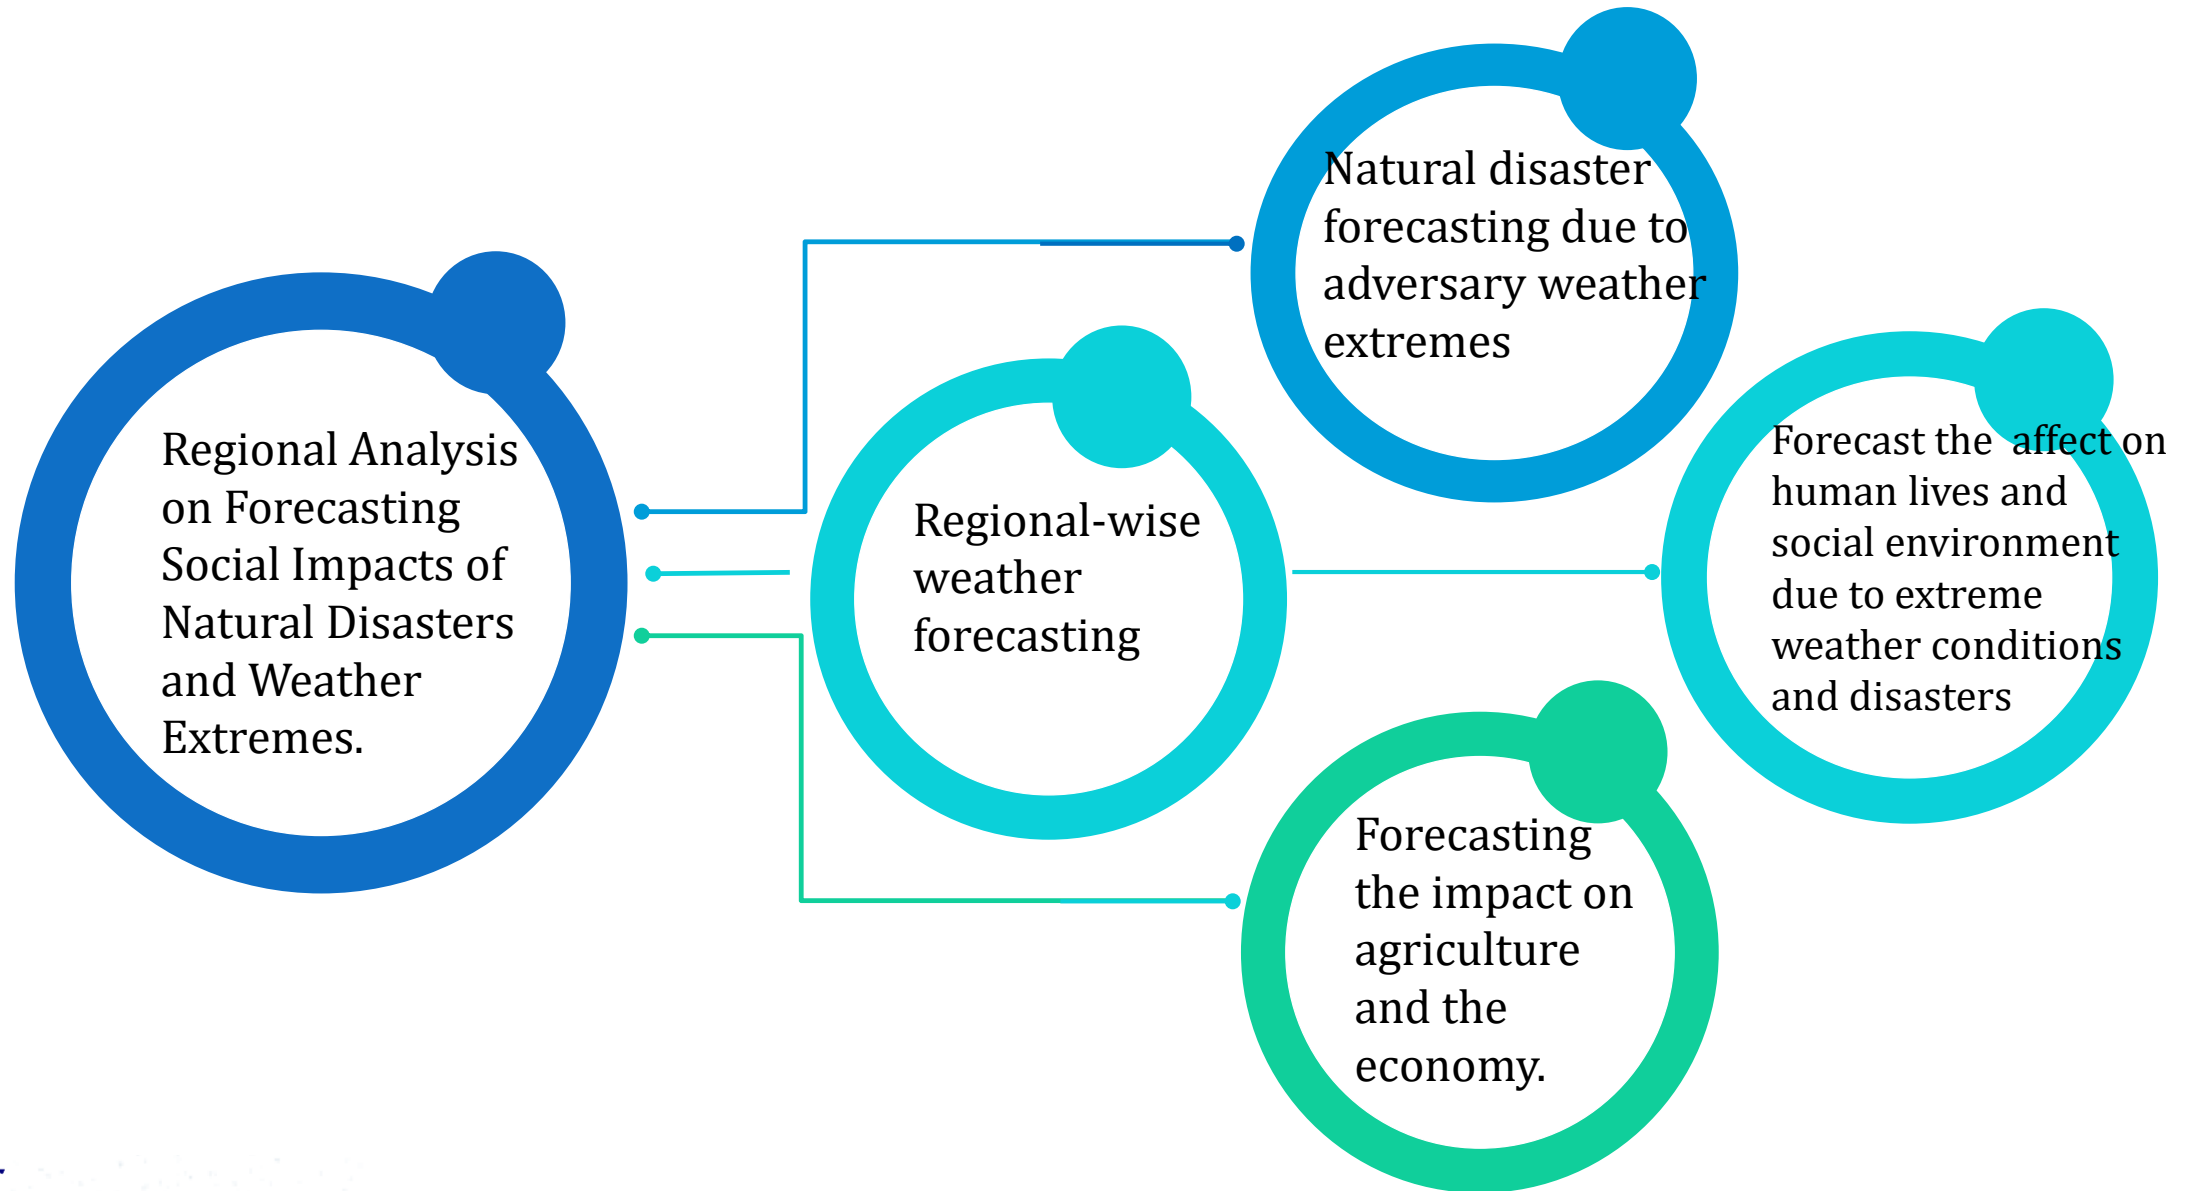 Regional Analysis
on Forecasting
Social Impacts of
Natural Disasters
and Weather
Extremes.
Natural disaster
forecasting due to
adversary weather
extremes
Regional-wise
weather
forecasting
Forecast the  affect on
human lives and
social environment
due to extreme
weather conditions
and disasters
Forecasting
the impact on
agriculture
and the
economy.